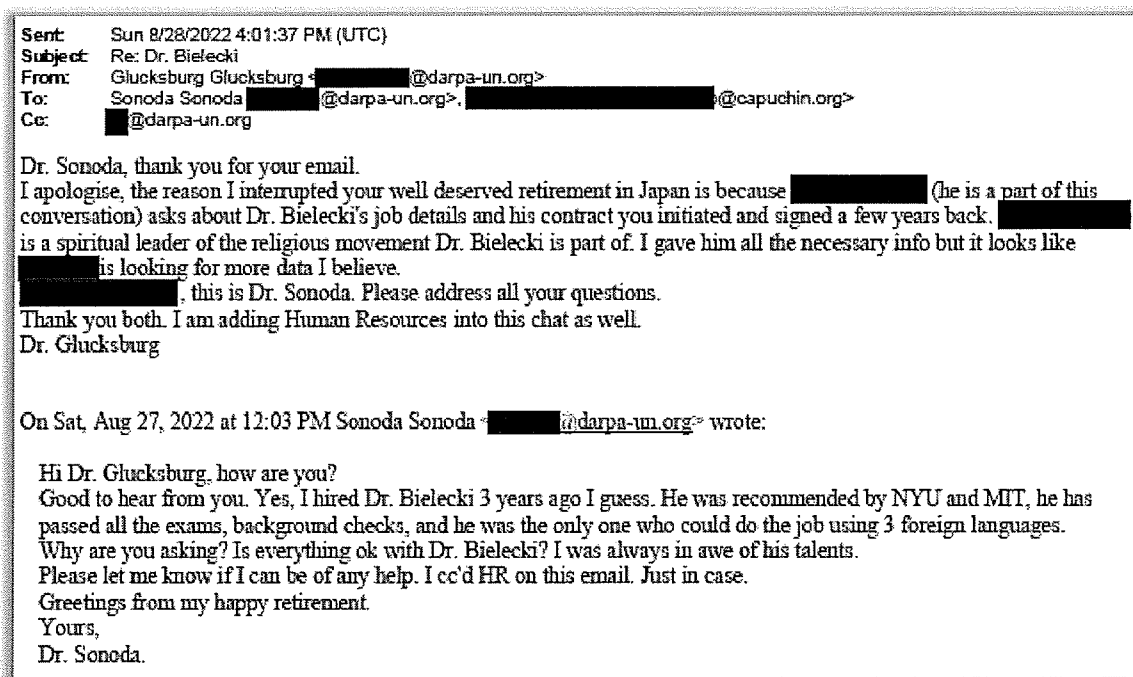 Sent: Sun 8/28/2022 4:01:37 PM (UTC)
Subject: Re: Dr. Bielecki
From: Glucksburg Glucksburg < @darpa-un.org>
To: Sonoda Sonoda @darpa-un.org>, @capuchin.org>
Cc: @darpa-un.org
Dr. Sonoda, thank you for your email.
I apologise, the reason I interrupted your well deserved retirement in Japan is because (he is a part of this
conversation) asks about Dr. Bielecki's job details and his contract you initiated and signed a few years back.
is a spiritual leader of the religious movement Dr. Bielecki is part of. I gave him all the necessary info but it looks like
is looking for more data I believe.
, this is Dr. Sonoda. Please address all your questions.
Thank you both. I am adding Human Resources into this chat as well.
Dr. Glucksburg
On Sat, Aug 27, 2022 at 12:03 PM Sonoda Sonoda < @darpa-un.org> wrote:
Hi Dr. Glucksburg, how are you?
Good to hear from you. Yes, I hired Dr. Bielecki 3 years ago I guess. He was recommended by NYU and MIT, he has
passed all the exams, background checks, and he was the only one who could do the job using 3 foreign languages.
Why are you asking? Is everything ok with Dr. Bielecki? I was always in awe of his talents.
Please let me know if I can be of any help. I cc'd HR on this email. Just in case.
Greetings from my happy retirement.
Yours,
Dr. Sonoda.